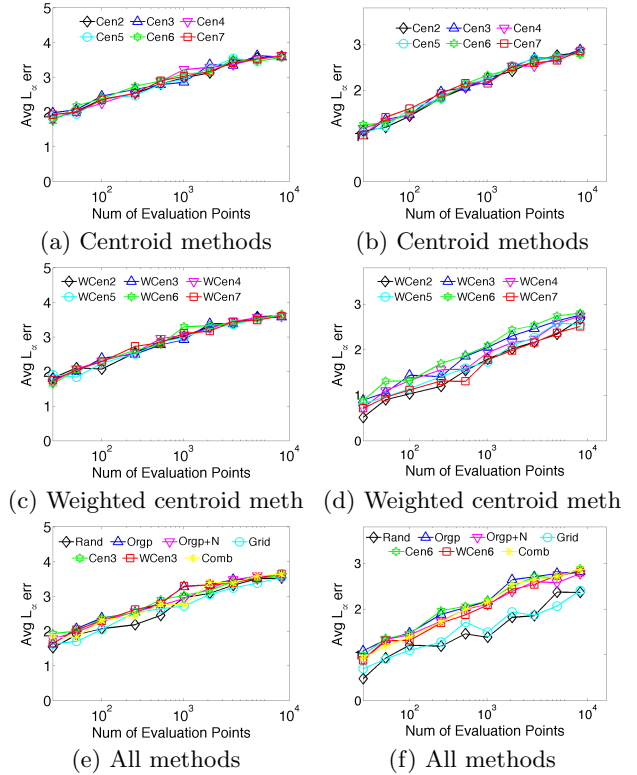 5
4
3
2
1
0
Avg L∝ err
Cen2 Cen3 Cen4
Cen5 Cen6 Cen7
10² 10³ 10⁴
Num of Evaluation Points
(a) Centroid methods
3
2
1
0
Avg L∝ err
Cen2 Cen3 Cen4
Cen5 Cen6 Cen7
10² 10³ 10⁴
Num of Evaluation Points
(b) Centroid methods
5
4
3
2
1
0
Avg L∝ err
WCen2 WCen3 WCen4
WCen5 WCen6 WCen7
10² 10³ 10⁴
Num of Evaluation Points
(c) Weighted centroid meth
3
2
1
0
Avg L∝ err
WCen2 WCen3 WCen4
WCen5 WCen6 WCen7
10² 10³ 10⁴
Num of Evaluation Points
(d) Weighted centroid meth
5
4
3
2
1
0
Avg L∝ err
Rand Orgp Orgp+N Grid
Cen3 WCen3 Comb
10² 10³ 10⁴
Num of Evaluation Points
(e) All methods
3
2
1
0
Avg L∝ err
Rand Orgp Orgp+N Grid
Cen6 WCen6 Comb
10² 10³ 10⁴
Num of Evaluation Points
(f) All methods